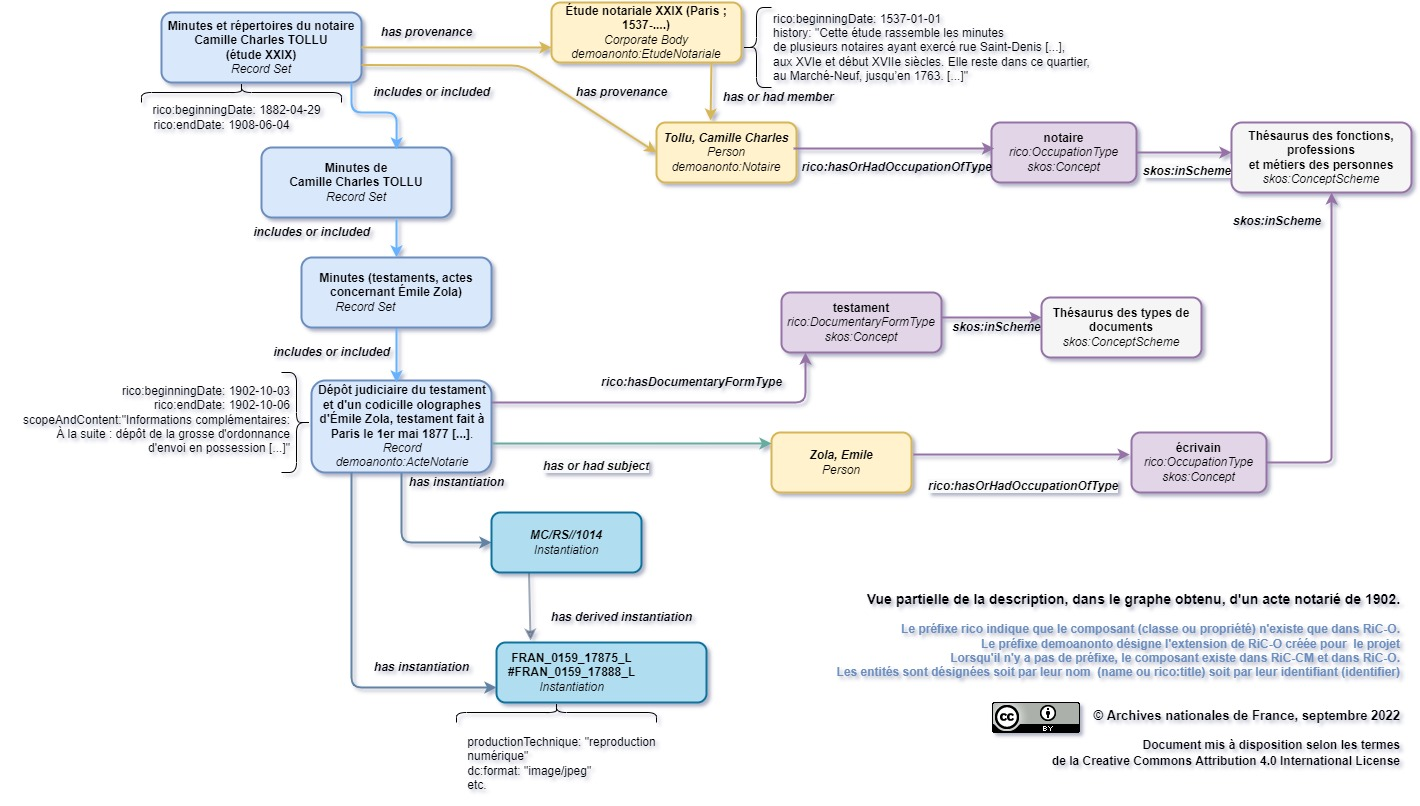 Minutes et répertoires du notaire
Camille Charles TOLLU
(étude XXIX)
Record Set
rico:beginningDate: 1882-04-29
rico:endDate: 1908-06-04
has provenance
Étude notariale XXIX (Paris ;
1537-....)
Corporate Body
demoanonto:EtudeNotariale
rico:beginningDate: 1537-01-01
history: "Cette étude rassemble les minutes
de plusieurs notaires ayant exercé rue Saint-Denis [...],
aux XVIe et début XVIIe siècles. Elle reste dans ce quartier,
au Marché-Neuf, jusqu'en 1763. [...]"
includes or included
has provenance
has or had member
Tollu, Camille Charles
Person
demoanonto:Notaire
rico:hasOrHadOccupationOfType
notaire
rico:OccupationType
skos:Concept
skos:inScheme
Thésaurus des fonctions,
professions
et métiers des personnes
skos:ConceptScheme
skos:inScheme
Minutes de
Camille Charles TOLLU
Record Set
includes or included
Minutes (testaments, actes
concernant Émile Zola)
Record Set
includes or included
testament
rico:DocumentaryFormType
skos:Concept
skos:inScheme
Thésaurus des types de
documents
skos:ConceptScheme
rico:hasDocumentaryFormType
rico:beginningDate: 1902-10-03
rico:endDate: 1902-10-06
scopeAndContent:"Informations complémentaires:
À la suite : dépôt de la grosse d'ordonnance
d'envoi en possession [...]"
Dépôt judiciaire du testament
et d'un codicille olographes
d'Émile Zola, testament fait à
Paris le 1er mai 1877 [...].
Record
demoanonto:ActeNotarie
has or had subject
Zola, Emile
Person
rico:hasOrHadOccupationOfType
écrivain
rico:OccupationType
skos:Concept
has instantiation
MC/RS//1014
Instantiation
has derived instantiation
has instantiation
FRAN_0159_17875_L
#FRAN_0159_17888_L
Instantiation
productionTechnique: "reproduction
numérique"
dc:format: "image/jpeg"
etc.
Vue partielle de la description, dans le graphe obtenu, d'un acte notarié de 1902.
Le préfixe rico indique que le composant (classe ou propriété) n'existe que dans RiC-O.
Le préfixe demoanonto désigne l'extension de RiC-O créée pour le projet
Lorsqu'il n'y a pas de préfixe, le composant existe dans RiC-CM et dans RiC-O.
Les entités sont désignées soit par leur nom (name ou rico:title) soit par leur identifiant (identifier)
cc BY
© Archives nationales de France, septembre 2022
Document mis à disposition selon les termes
de la Creative Commons Attribution 4.0 International License